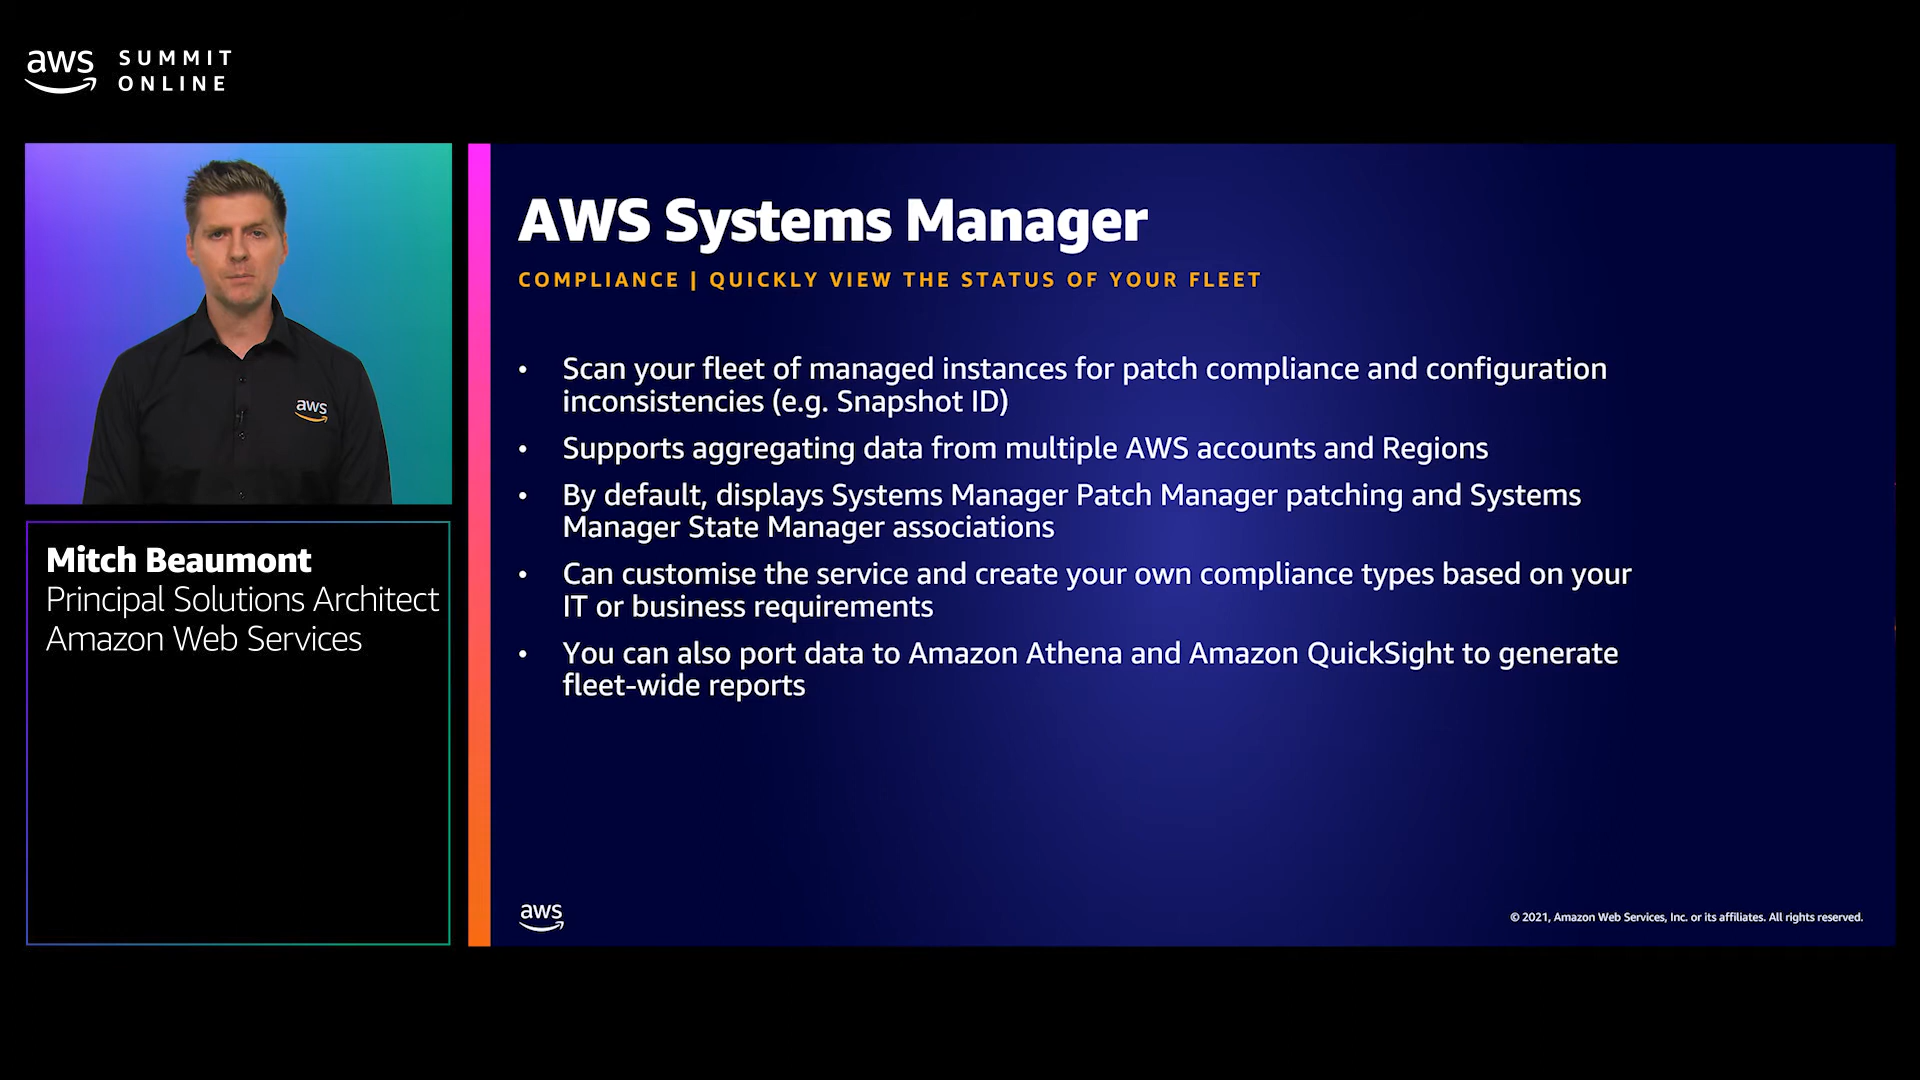 aws SUMMIT
ONLINE
aws
Mitch Beaumont
Principal Solutions Architect
Amazon Web Services
AWS Systems Manager
COMPLIANCE | QUICKLY VIEW THE STATUS OF YOUR FLEET
• Scan your fleet of managed instances for patch compliance and configuration
inconsistencies (e.g. Snapshot ID)
• Supports aggregating data from multiple AWS accounts and Regions
• By default, displays Systems Manager Patch Manager patching and Systems
Manager State Manager associations
• Can customise the service and create your own compliance types based on your
IT or business requirements
• You can also port data to Amazon Athena and Amazon QuickSight to generate
fleet-wide reports
aws
© 2021, Amazon Web Services, Inc. or its affiliates. All rights reserved.